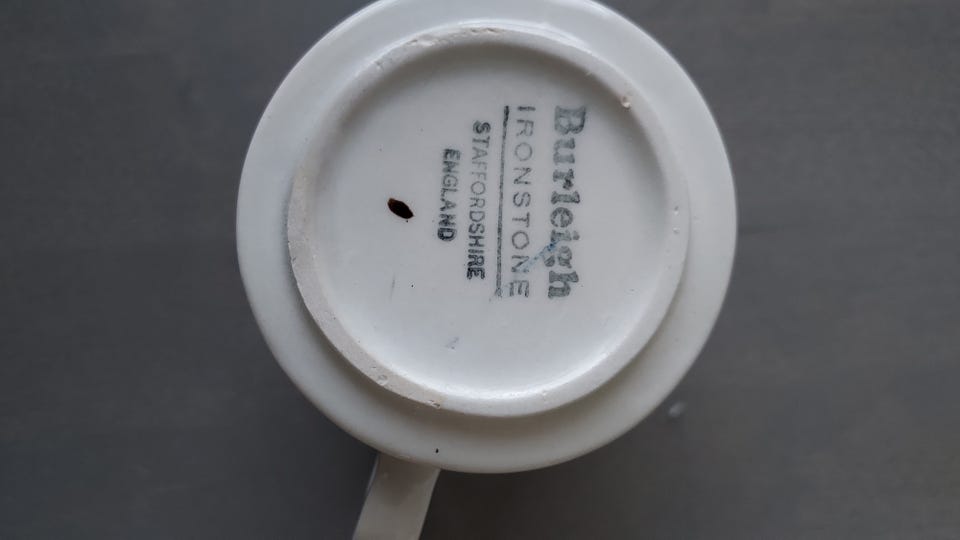 Burleigh
IRONSTONE
STAFFORDSHIRE
ENGLAND